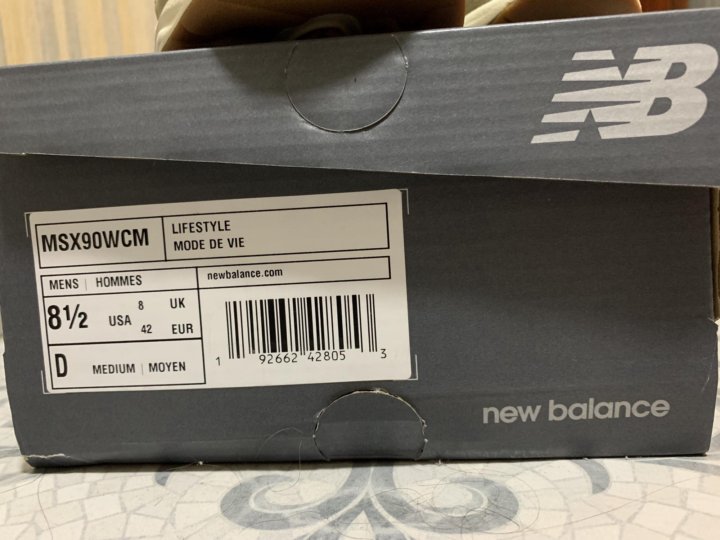 NB
MSX90WCM
LIFESTYLE
MODE DE VIE
MENS | HOMMES
newbalance.com
8½ USA 8 UK
42 EUR
D MEDIUM | MOYEN
1 92662 42805 3
new balance